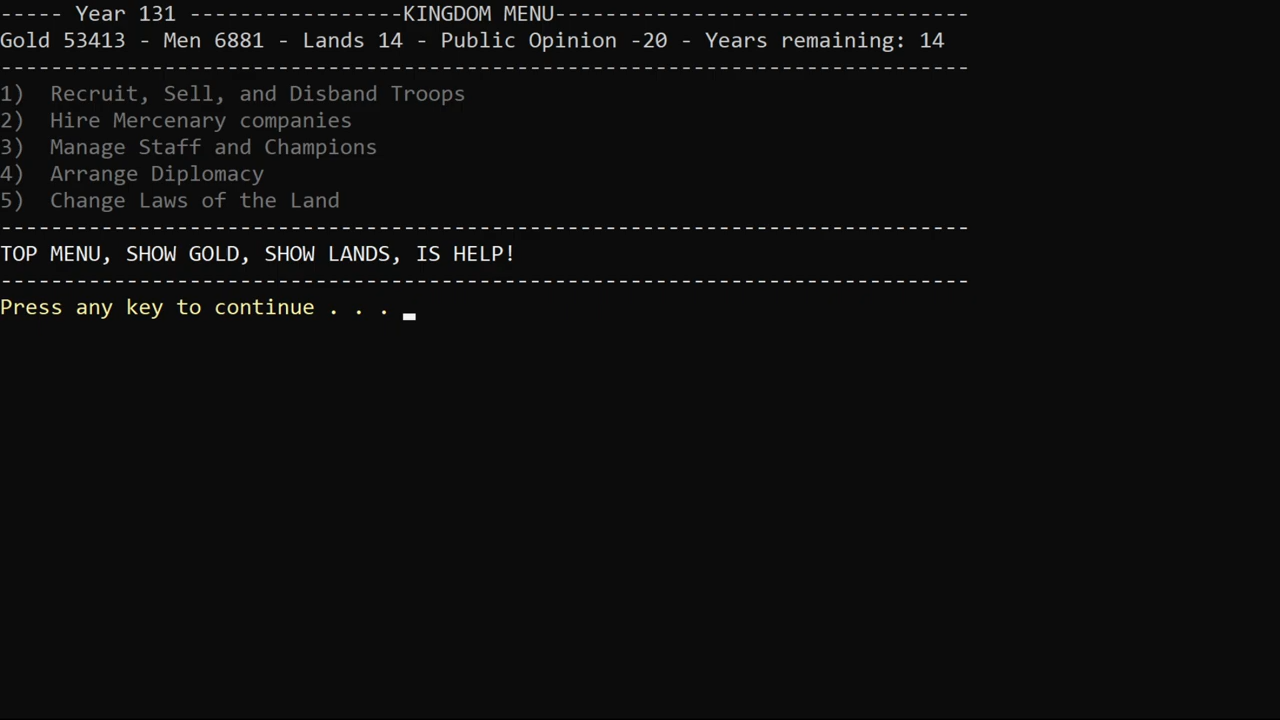 ----- Year 131 -----------------KINGDOM MENU---------------------------------
Gold 53413 - Men 6881 - Lands 14 - Public Opinion -20 - Years remaining: 14
-----------------------------------------------------------------------------
1)  Recruit, Sell, and Disband Troops
2)  Hire Mercenary companies
3)  Manage Staff and Champions
4)  Arrange Diplomacy
5)  Change Laws of the Land
-----------------------------------------------------------------------------
TOP MENU, SHOW GOLD, SHOW LANDS, IS HELP!
-----------------------------------------------------------------------------
Press any key to continue . . . _